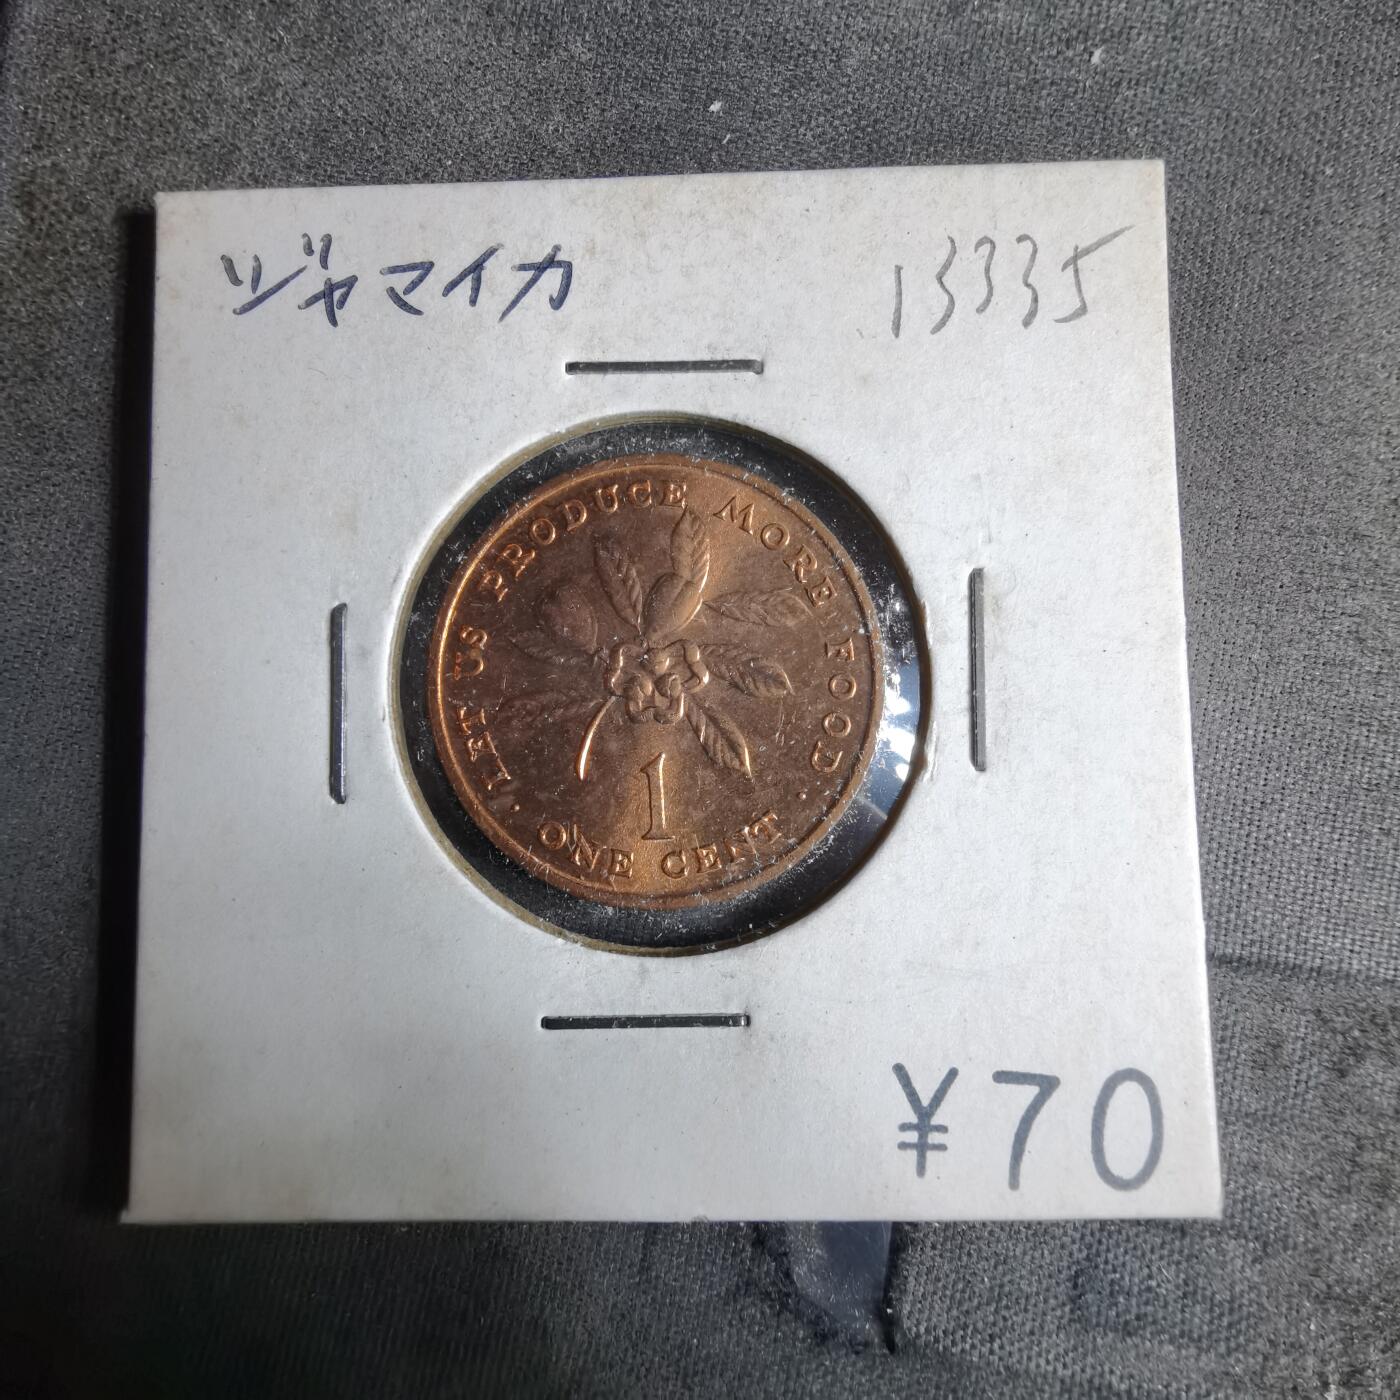 ジャマイカ
13335
· LET US PRODUCE MORE FOOD ·
1
ONE CENT
¥70